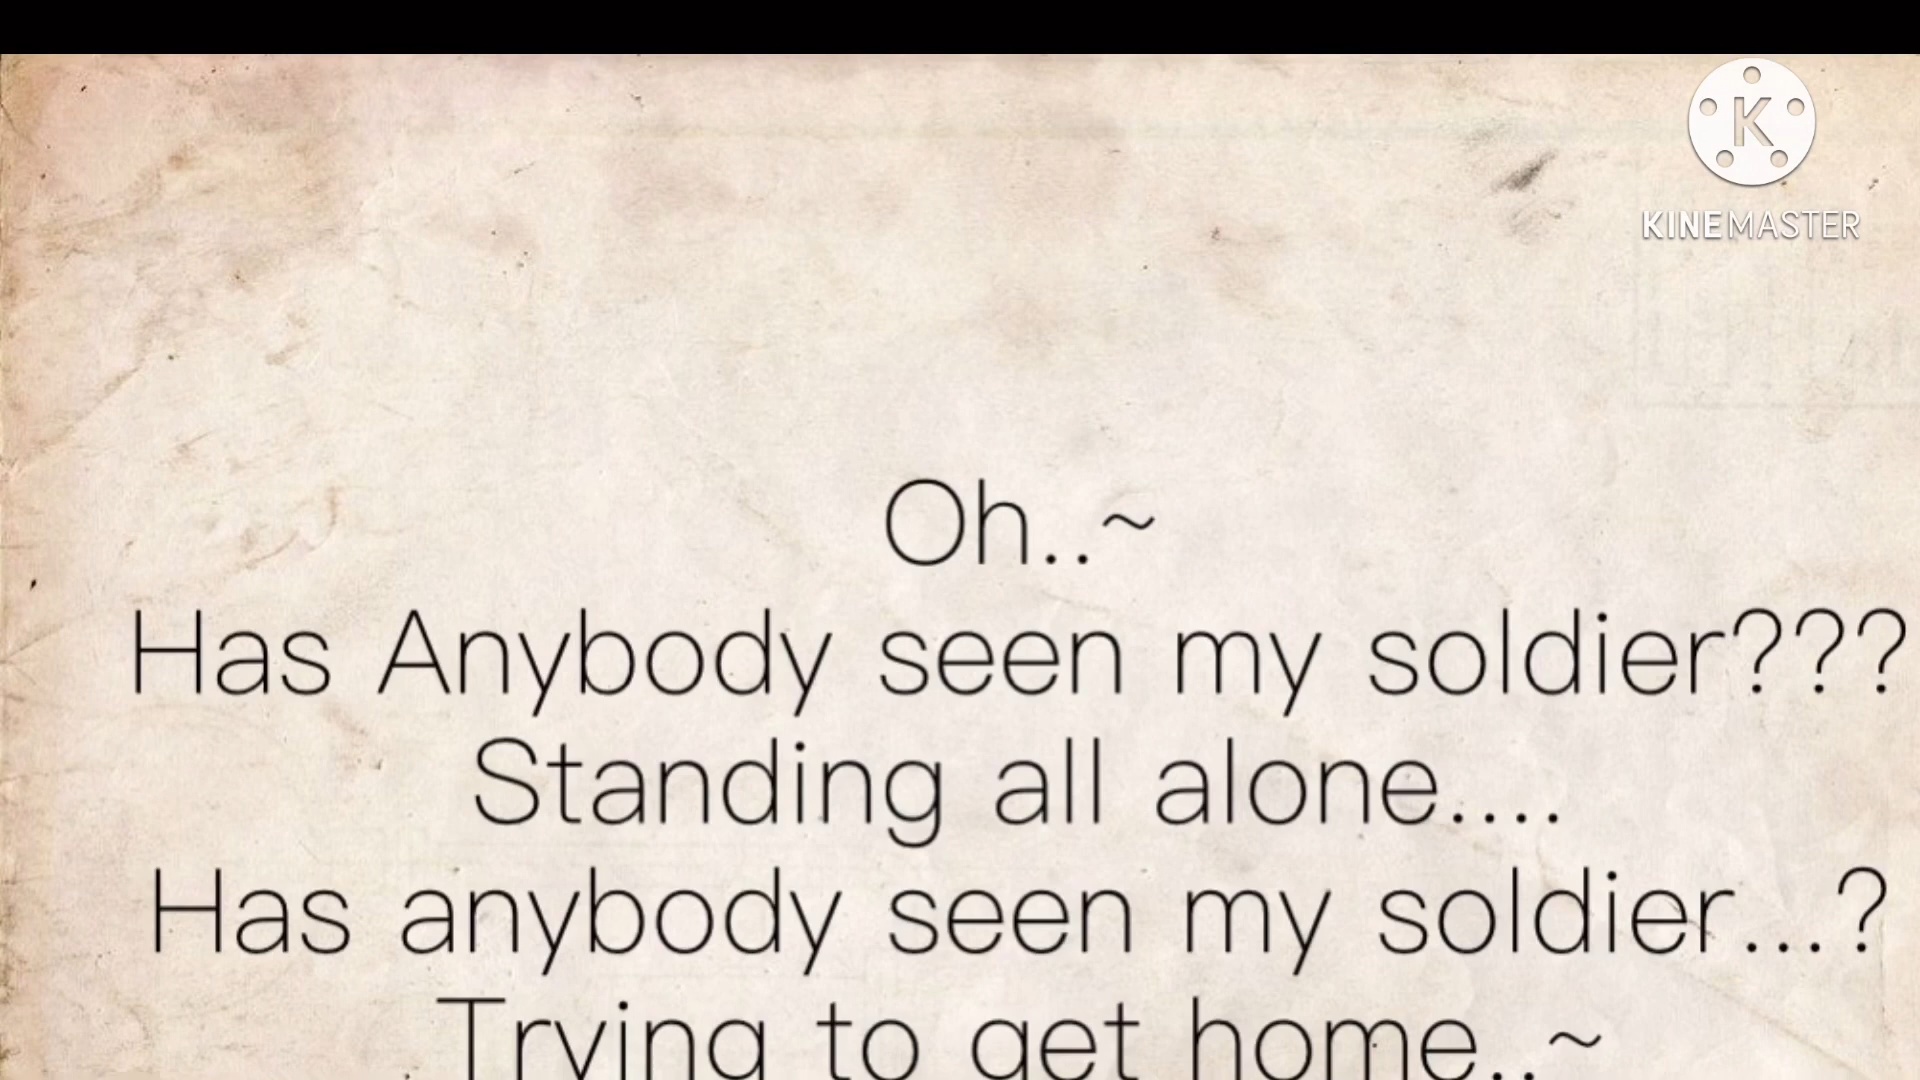 K
KINEMASTER
Oh..~
Has Anybody seen my soldier???
Standing all alone....
Has anybody seen my soldier...?
Trying to get home..~